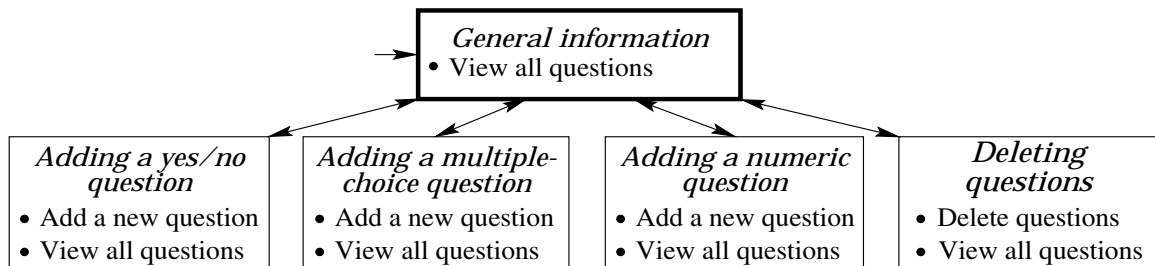 General information
• View all questions
Adding a yes/no
question
• Add a new question
• View all questions
Adding a multiple-
choice question
• Add a new question
• View all questions
Adding a numeric
question
• Add a new question
• View all questions
Deleting
questions
• Delete questions
• View all questions